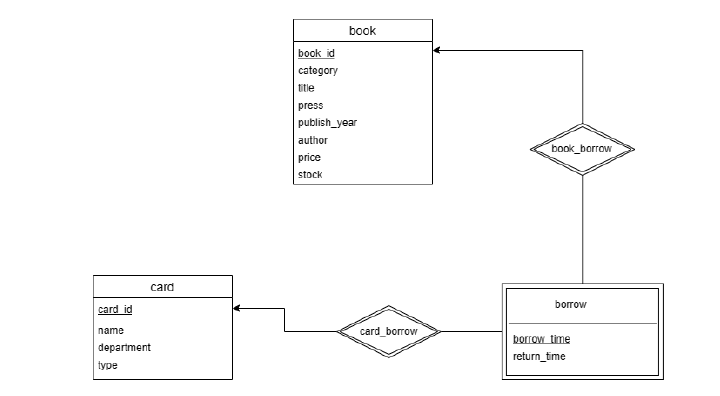 book
book_id
category
title
press
publish_year
author
price
stock
book_borrow
card
card_id
name
department
type
card_borrow
borrow
borrow_time
return_time